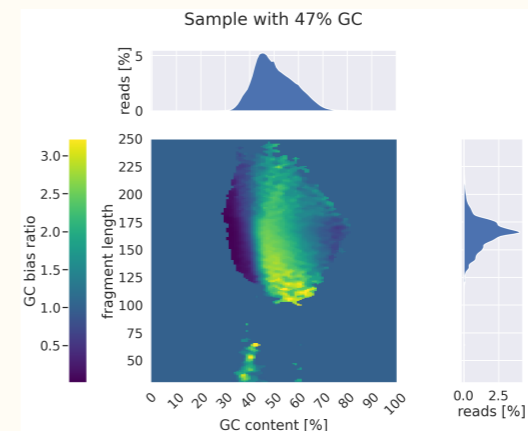 Sample with 47% GC
reads [%]
5
0
GC bias ratio
3.0
2.5
2.0
1.5
1.0
0.5
fragment length
250
225
200
175
150
125
100
75
50
0 10 20 30 40 50 60 70 80 90 100
GC content [%]
0.0 2.5
reads [%]